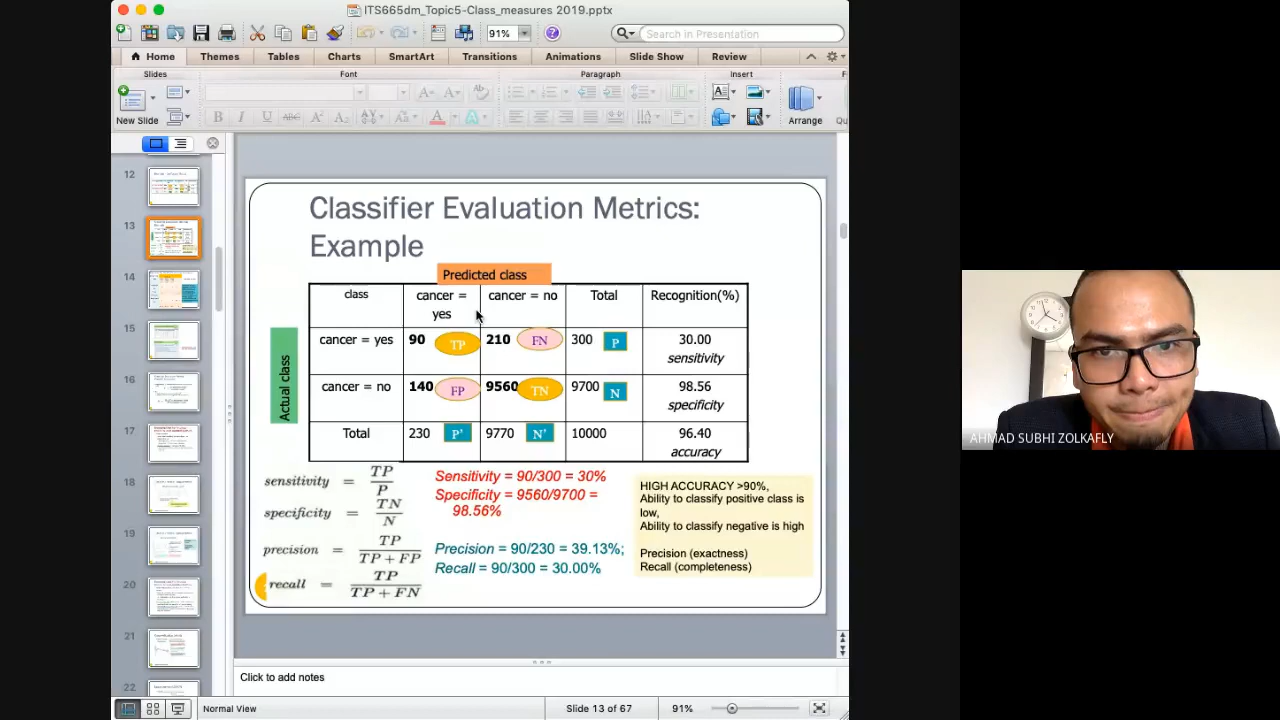 ITS665dm_Topic5-Class_measures 2019.pptx
91%
Search in Presentation
Home Themes Tables Charts SmartArt Transitions Animations Slide Show Review
Slides Font Paragraph Insert
New Slide Arrange
12
13
14
15
16
17
18
19
20
21
22
Classifier Evaluation Metrics:
Example
Predicted class
Actual class
class cancer = yes cancer = no Total Recognition(%)
cancer = yes 90 TP 210 FN 300 P 30.00 sensitivity
cancer = no 140 FP 9560 TN 9700 N 98.56 specificity
Total 230 P' 9770 N' 10000 96.40 accuracy
sensitivity = TP / P
specificity = TN / N
precision = TP / TP + FP
recall = TP / TP + FN
Sensitivity = 90/300 = 30%
Specificity = 9560/9700 =
98.56%
Precision = 90/230 = 39.13%;
Recall = 90/300 = 30.00%
HIGH ACCURACY >90%,
Ability to classify positive class is
low,
Ability to classify negative is high
Precision (exactness)
Recall (completeness)
Click to add notes
Normal View Slide 13 of 67 91%
AHMAD SUBHI ZOLKAFLY